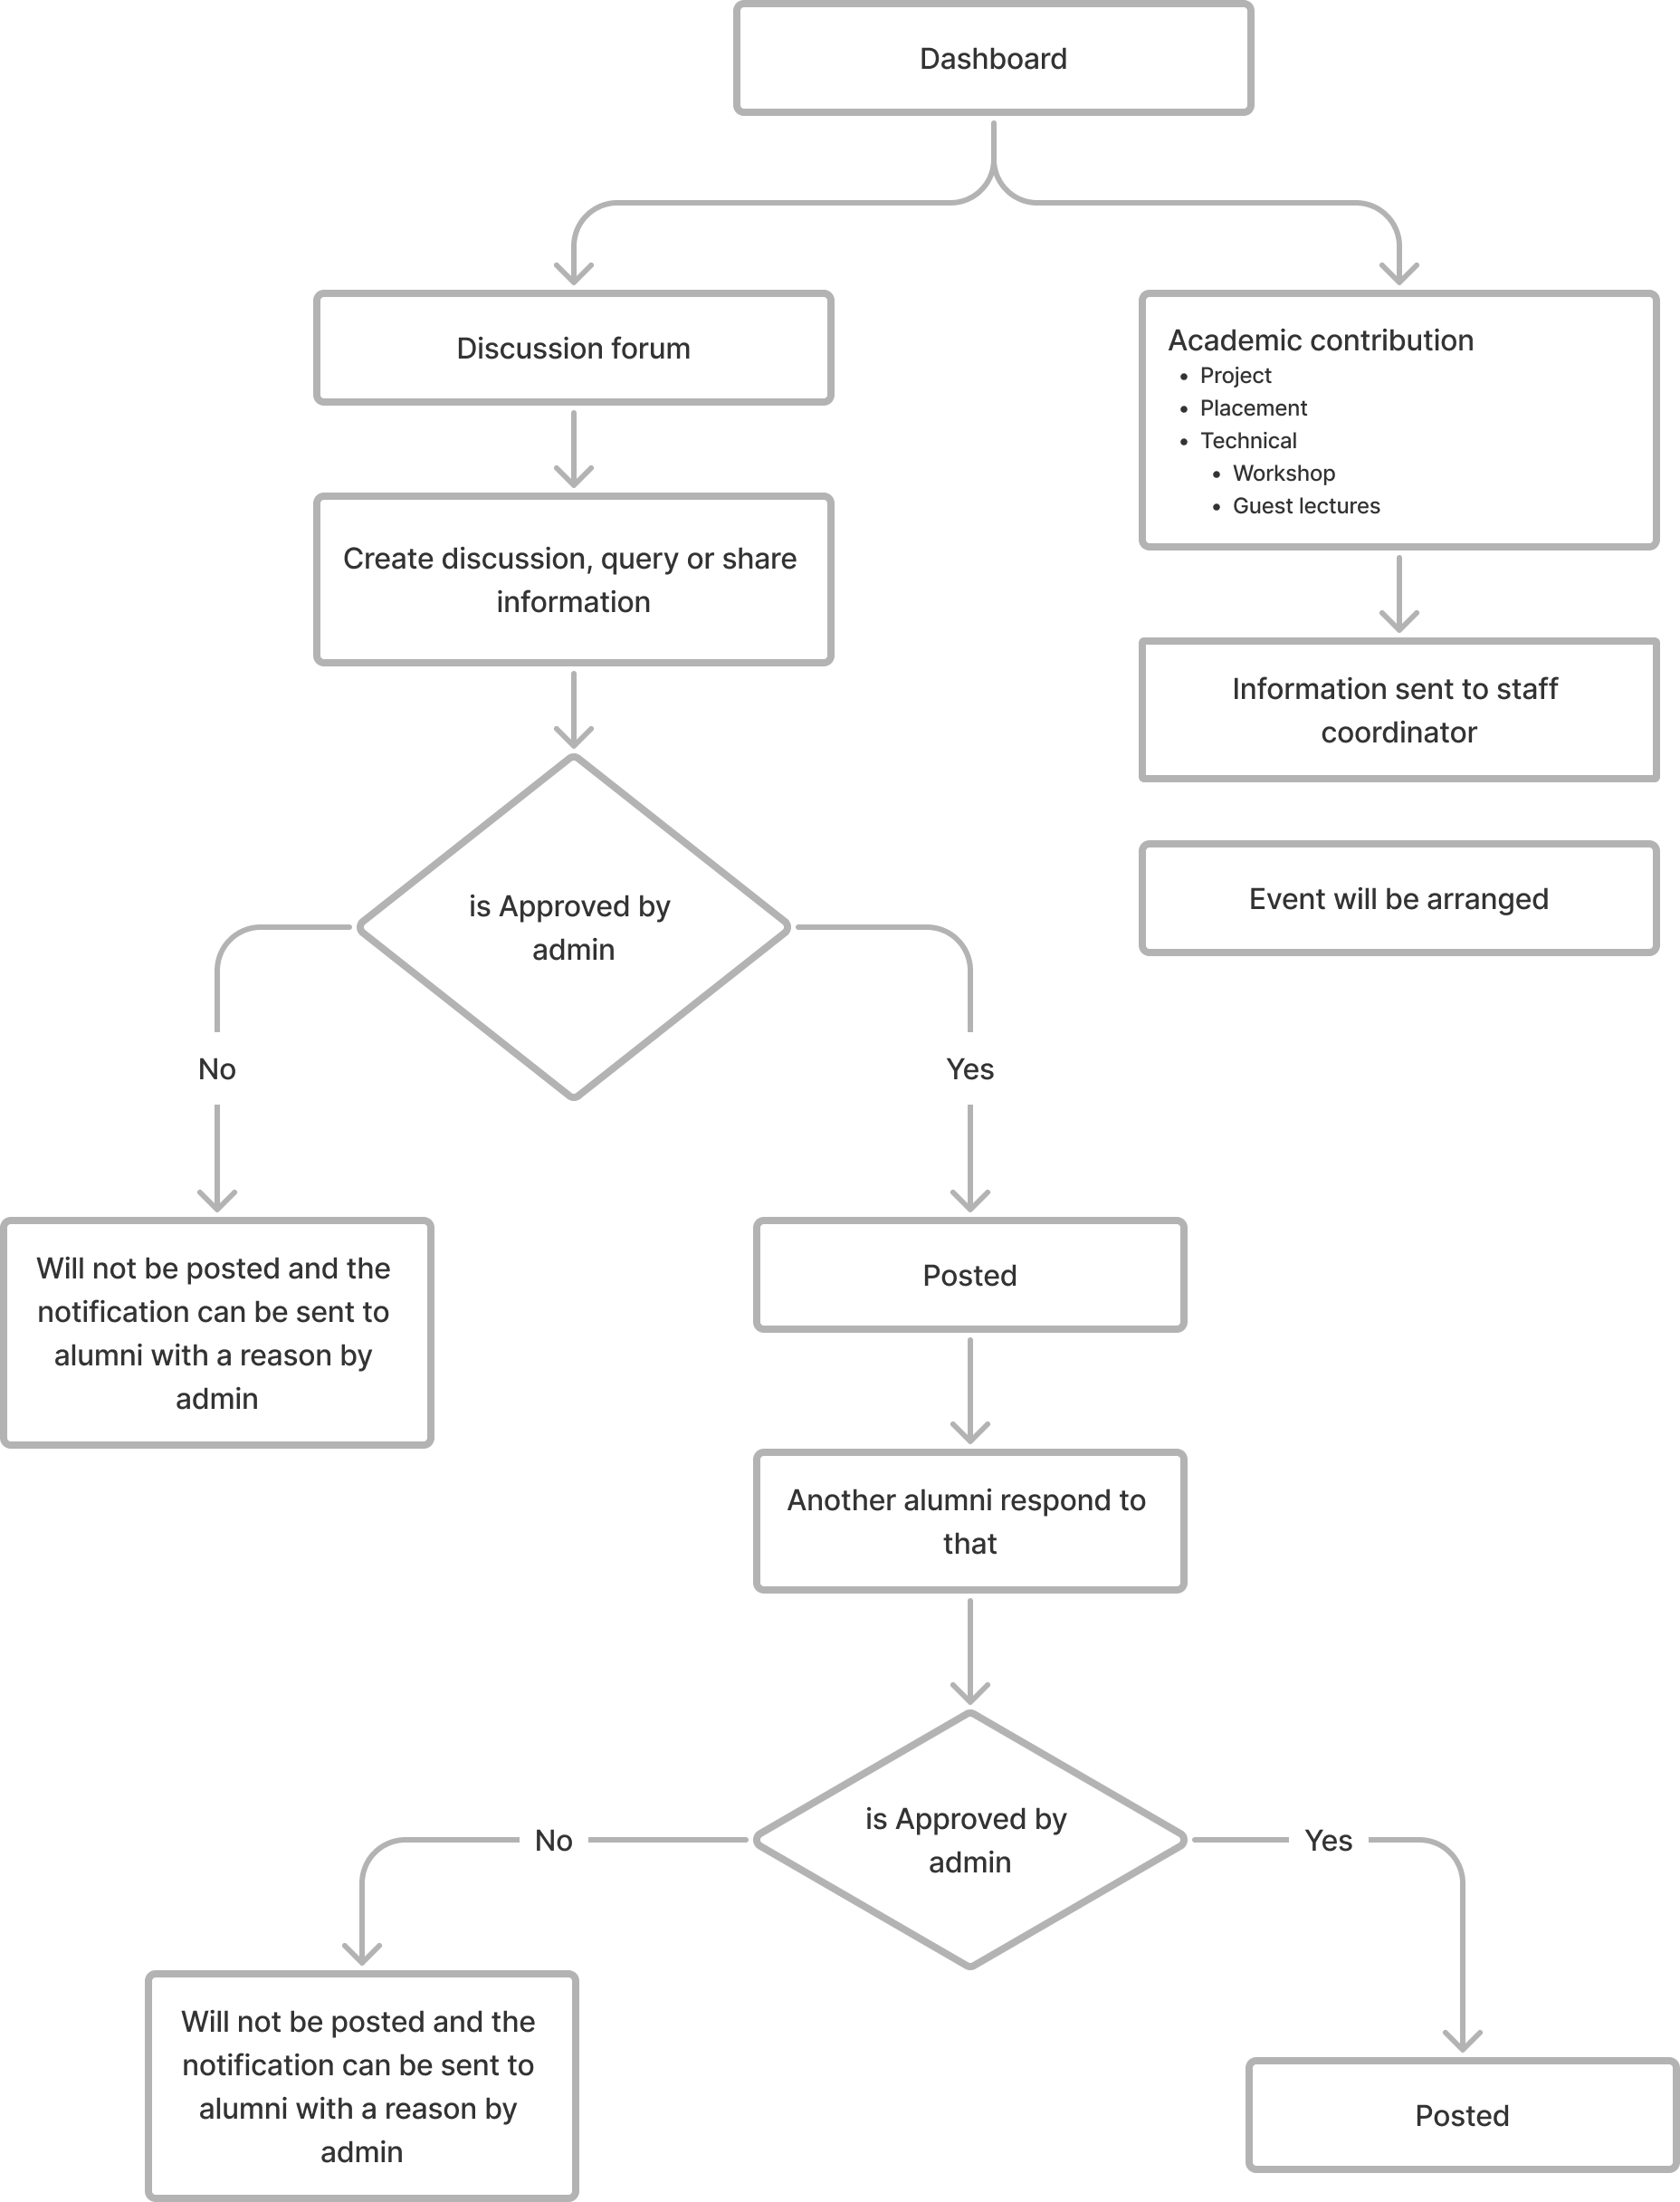 Dashboard
Discussion forum
Academic contribution
Project
Placement
Technical
Workshop
Guest lectures
Create discussion, query or share
information
Information sent to staff
coordinator
Event will be arranged
is Approved by
admin
No
Yes
Will not be posted and the
notification can be sent to
alumni with a reason by
admin
Posted
Another alumni respond to
that
is Approved by
admin
No
Yes
Will not be posted and the
notification can be sent to
alumni with a reason by
admin
Posted